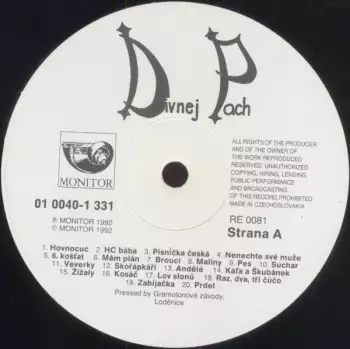 Divnej Pach
MONITOR
01 0040-1 331
℗ MONITOR 1992
© MONITOR 1992
ALL RIGHTS OF THE PRODUCER
AND OF THE OWNER OF
THE WORK REPRODUCED
RESERVED. UNAUTHORIZED
COPYING, HIRING, LENDING,
PUBLIC PERFORMANCE
AND BROADCASTING
OF THIS RECORD PROHIBITED
MADE IN CZECHOSLOVAKIA
RE 0081
Strana A
1. Hovnocuc 2. HC bába 3. Písnička česká 4. Nenechte své muže
5. 6. košťat 6. Mám plán 7. Brouci 8. Maliny 9. Pes 10. Suchar
11. Veverky 12. Skořápkáři 13. Andělé 14. Káťa a Škubánek
15. Žížaly 16. Kosáč 17. Lov slonů 18. Raz, dva, tři čúčo
19. Zabijačka 20. Prdel
Pressed by Gramofonové závody,
Loděnice